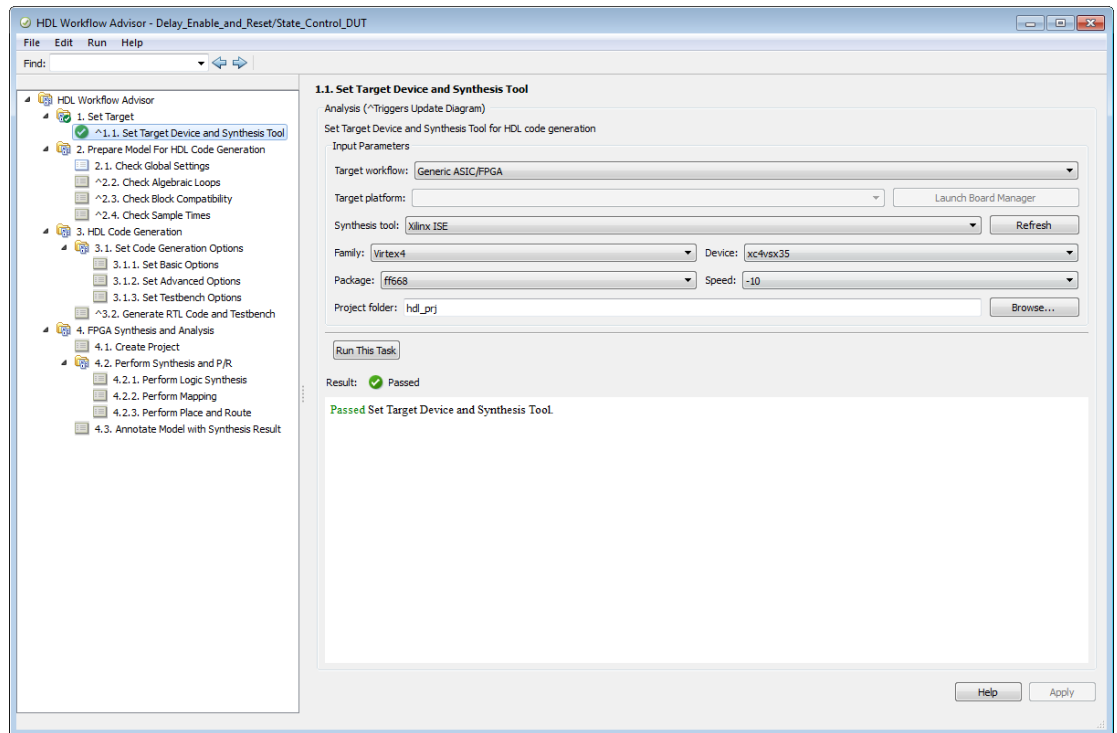 HDL Workflow Advisor - Delay_Enable_and_Reset/State_Control_DUT
File Edit Run Help
Find:
HDL Workflow Advisor
1. Set Target
^1.1. Set Target Device and Synthesis Tool
2. Prepare Model For HDL Code Generation
2.1. Check Global Settings
^2.2. Check Algebraic Loops
^2.3. Check Block Compatibility
^2.4. Check Sample Times
3. HDL Code Generation
3.1. Set Code Generation Options
3.1.1. Set Basic Options
3.1.2. Set Advanced Options
3.1.3. Set Testbench Options
^3.2. Generate RTL Code and Testbench
4. FPGA Synthesis and Analysis
4.1. Create Project
4.2. Perform Synthesis and P/R
4.2.1. Perform Logic Synthesis
4.2.2. Perform Mapping
4.2.3. Perform Place and Route
4.3. Annotate Model with Synthesis Result
1.1. Set Target Device and Synthesis Tool
Analysis (^Triggers Update Diagram)
Set Target Device and Synthesis Tool for HDL code generation
Input Parameters
Target workflow: Generic ASIC/FPGA
Target platform: Launch Board Manager
Synthesis tool: Xilinx ISE Refresh
Family: Virtex4 Device: xc4vsx35
Package: ff668 Speed: -10
Project folder: hdl_prj Browse...
Run This Task
Result: Passed
Passed Set Target Device and Synthesis Tool.
Help Apply